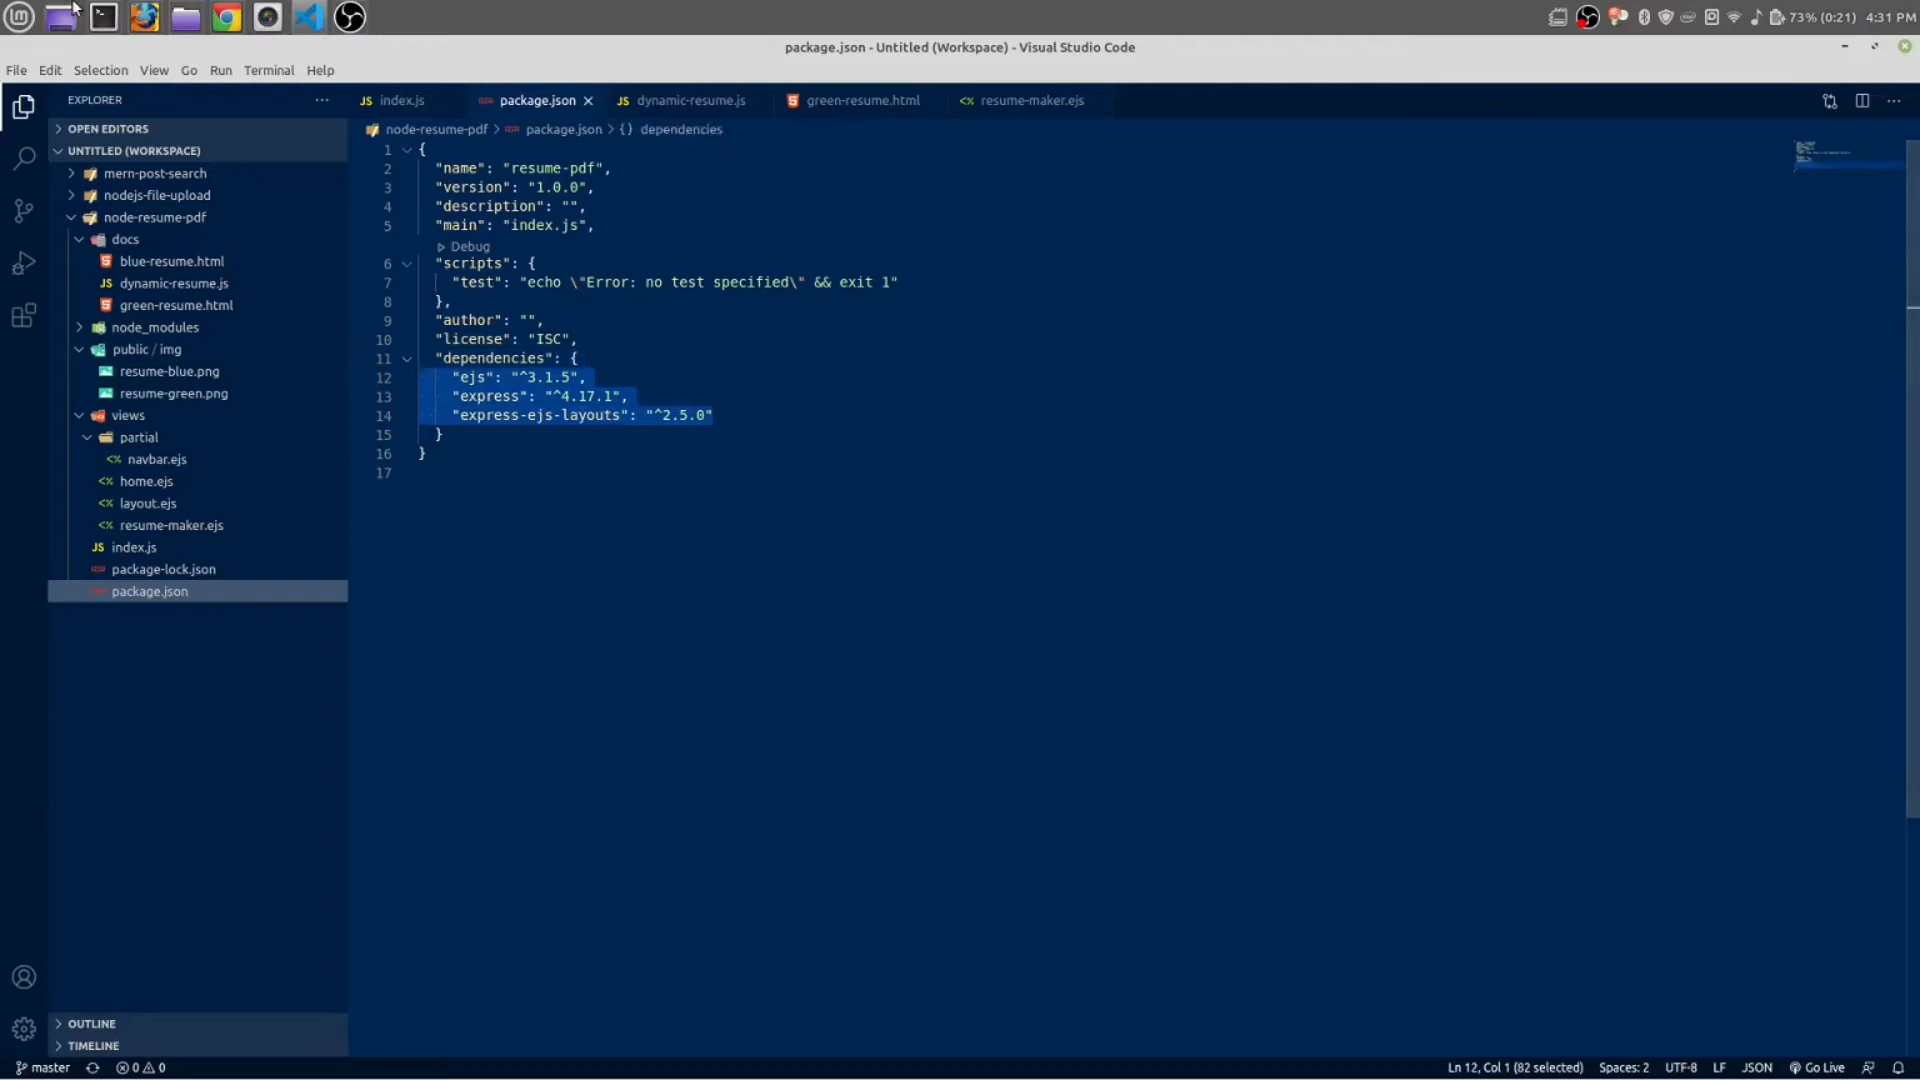 73% (0:21) 4:31 PM
package.json - Untitled (Workspace) - Visual Studio Code
File Edit Selection View Go Run Terminal Help
EXPLORER
OPEN EDITORS
UNTITLED (WORKSPACE)
mern-post-search
nodejs-file-upload
node-resume-pdf
docs
blue-resume.html
JS dynamic-resume.js
green-resume.html
node_modules
public / img
resume-blue.png
resume-green.png
views
partial
<% navbar.ejs
<% home.ejs
<% layout.ejs
<% resume-maker.ejs
JS index.js
package-lock.json
package.json
OUTLINE
TIMELINE
JS index.js package.json JS dynamic-resume.js green-resume.html <% resume-maker.ejs
node-resume-pdf > package.json > {} dependencies
1 {
2 "name": "resume-pdf",
3 "version": "1.0.0",
4 "description": "",
5 "main": "index.js",
Debug
6 "scripts": {
7 "test": "echo \"Error: no test specified\" && exit 1"
8 },
9 "author": "",
10 "license": "ISC",
11 "dependencies": {
12 "ejs": "^3.1.5",
13 "express": "^4.17.1",
14 "express-ejs-layouts": "^2.5.0"
15 }
16 }
17
master 0 0 Ln 12, Col 1 (82 selected) Spaces: 2 UTF-8 LF JSON Go Live